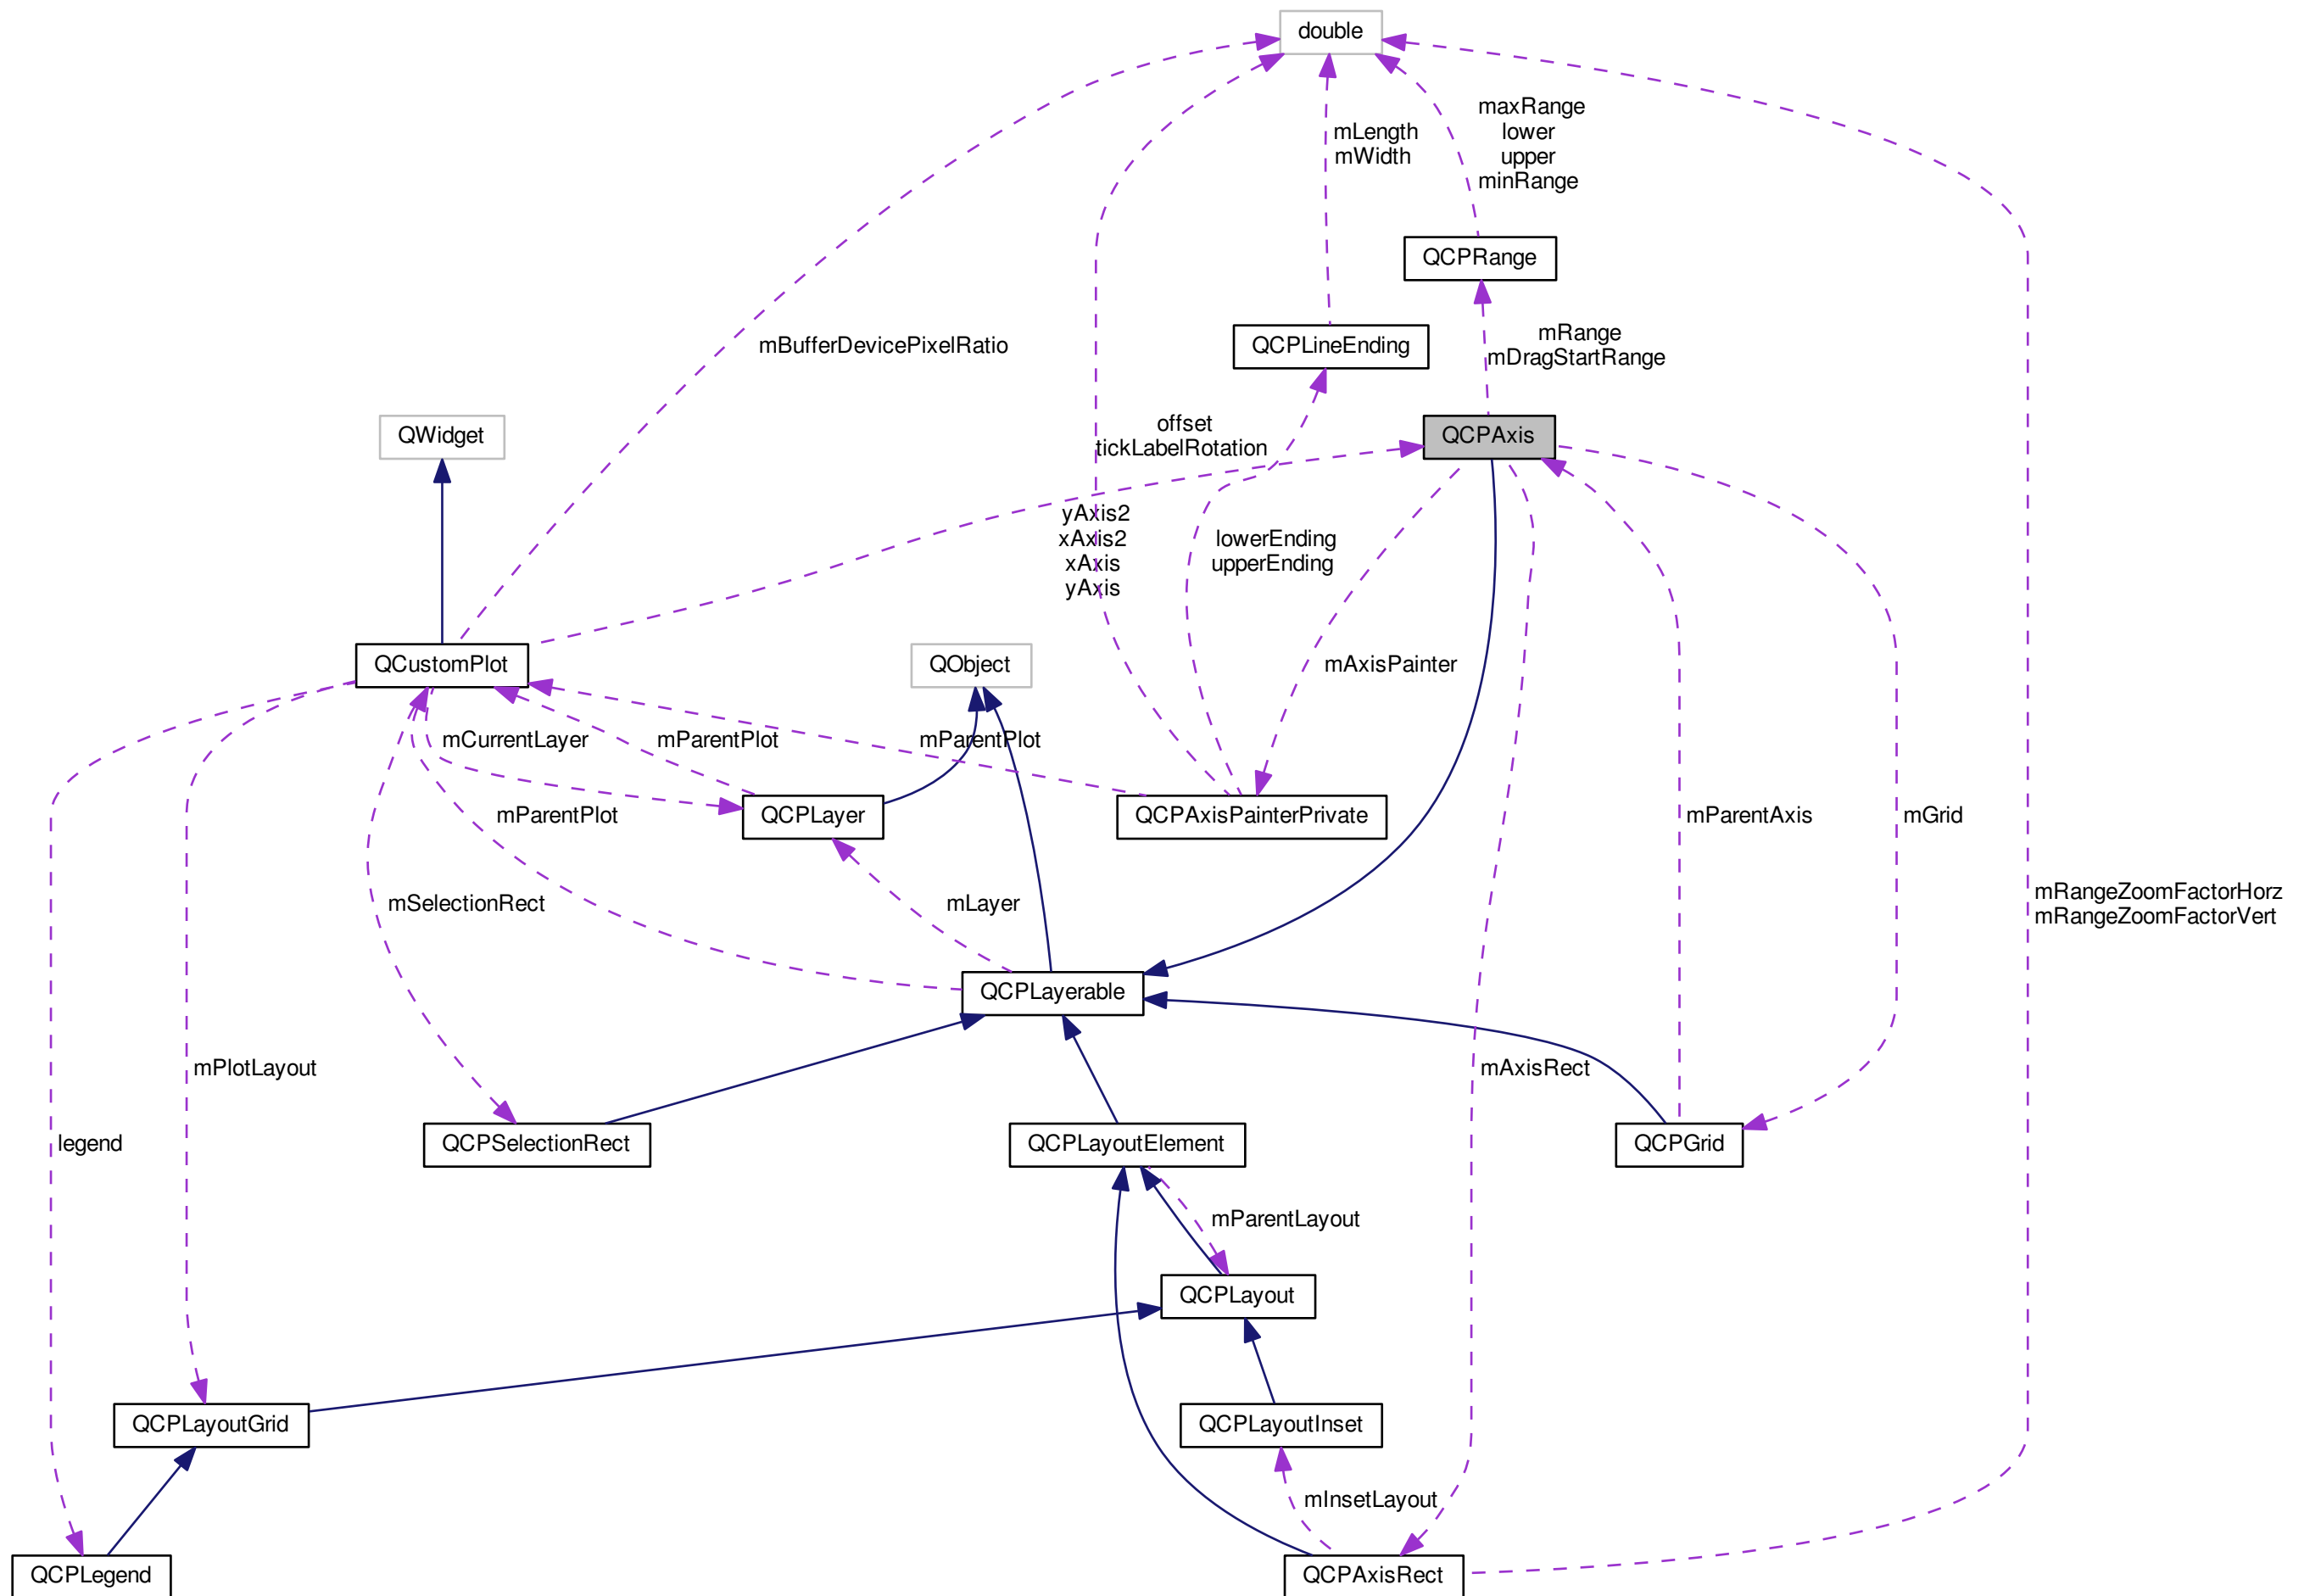 double
maxRange
lower
upper
minRange
mLength
mWidth
QCPRange
mBufferDevicePixelRatio
QCPLineEnding
mRange
mDragStartRange
QWidget
offset
tickLabelRotation
QCPAxis
yAxis2
xAxis2
xAxis
yAxis
lowerEnding
upperEnding
QCustomPlot
QObject
mAxisPainter
mCurrentLayer
mParentPlot
mParentPlot
mParentPlot
QCPLayer
QCPAxisPainterPrivate
mParentAxis
mGrid
mSelectionRect
mLayer
mRangeZoomFactorHorz
mRangeZoomFactorVert
QCPLayerable
mPlotLayout
mAxisRect
legend
QCPSelectionRect
QCPLayoutElement
QCPGrid
mParentLayout
QCPLayout
QCPLayoutGrid
QCPLayoutInset
mInsetLayout
QCPLegend
QCPAxisRect